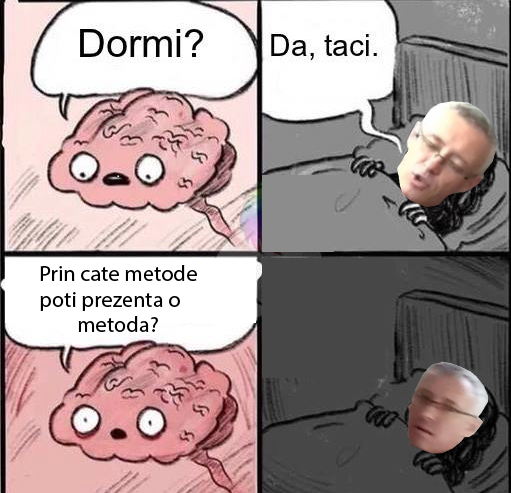 Dormi?
Da, taci.
Prin cate metode
poti prezenta o
metoda?